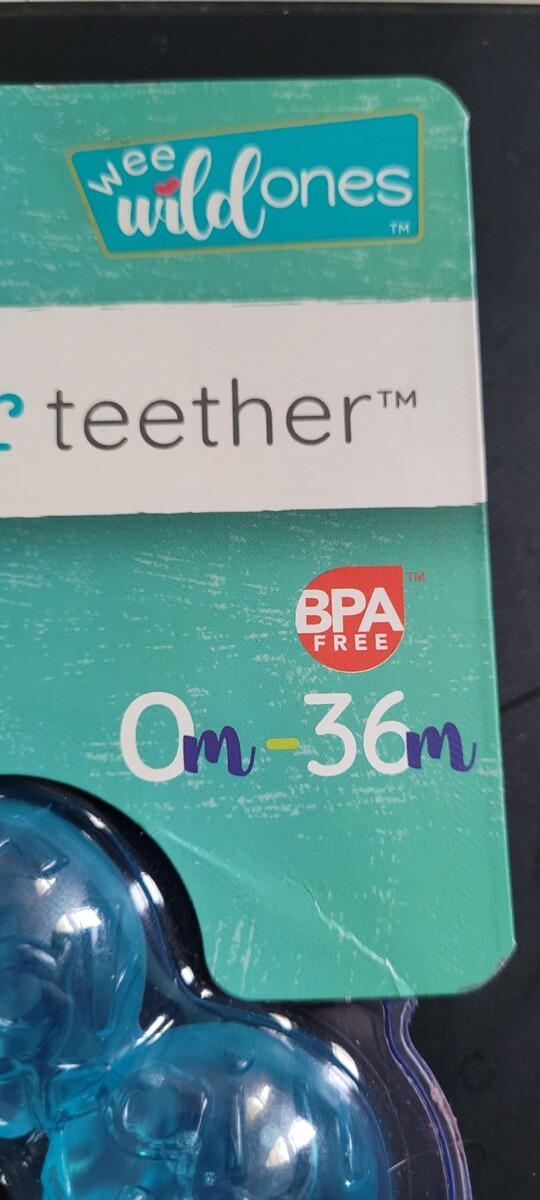 wee
wild ones
TM
teether™
BPA TM
FREE
0m-36m